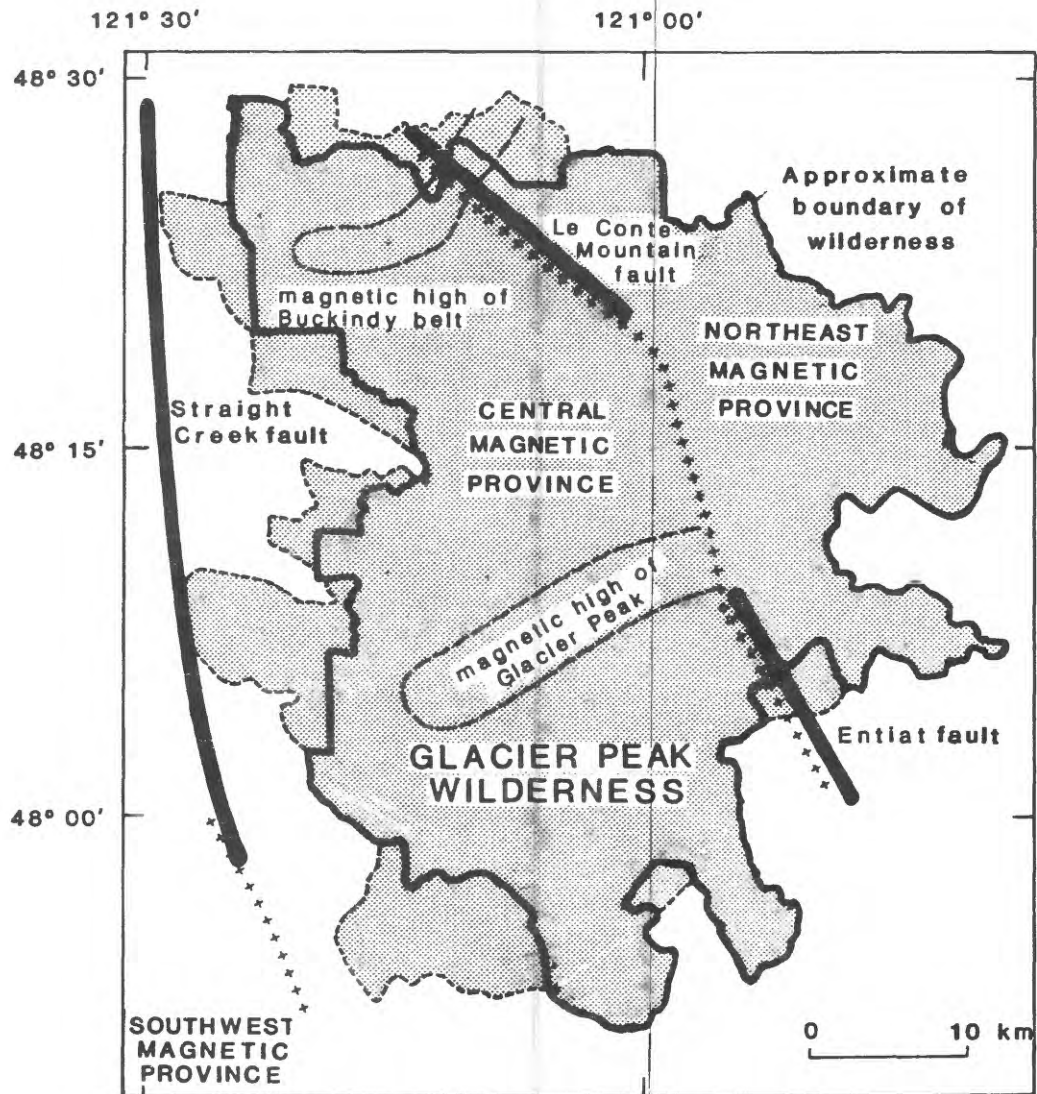 121° 30′
121° 00′
48° 30′
Approximate
boundary of
wilderness
Le Conte
Mountain
fault
magnetic high of
Buckindy belt
NORTHEAST
MAGNETIC
PROVINCE
Straight
Creek fault
CENTRAL
MAGNETIC
PROVINCE
48° 15′
magnetic high of
Glacier Peak
Entiat fault
GLACIER PEAK
WILDERNESS
48° 00′
0 10 km
SOUTHWEST
MAGNETIC
PROVINCE